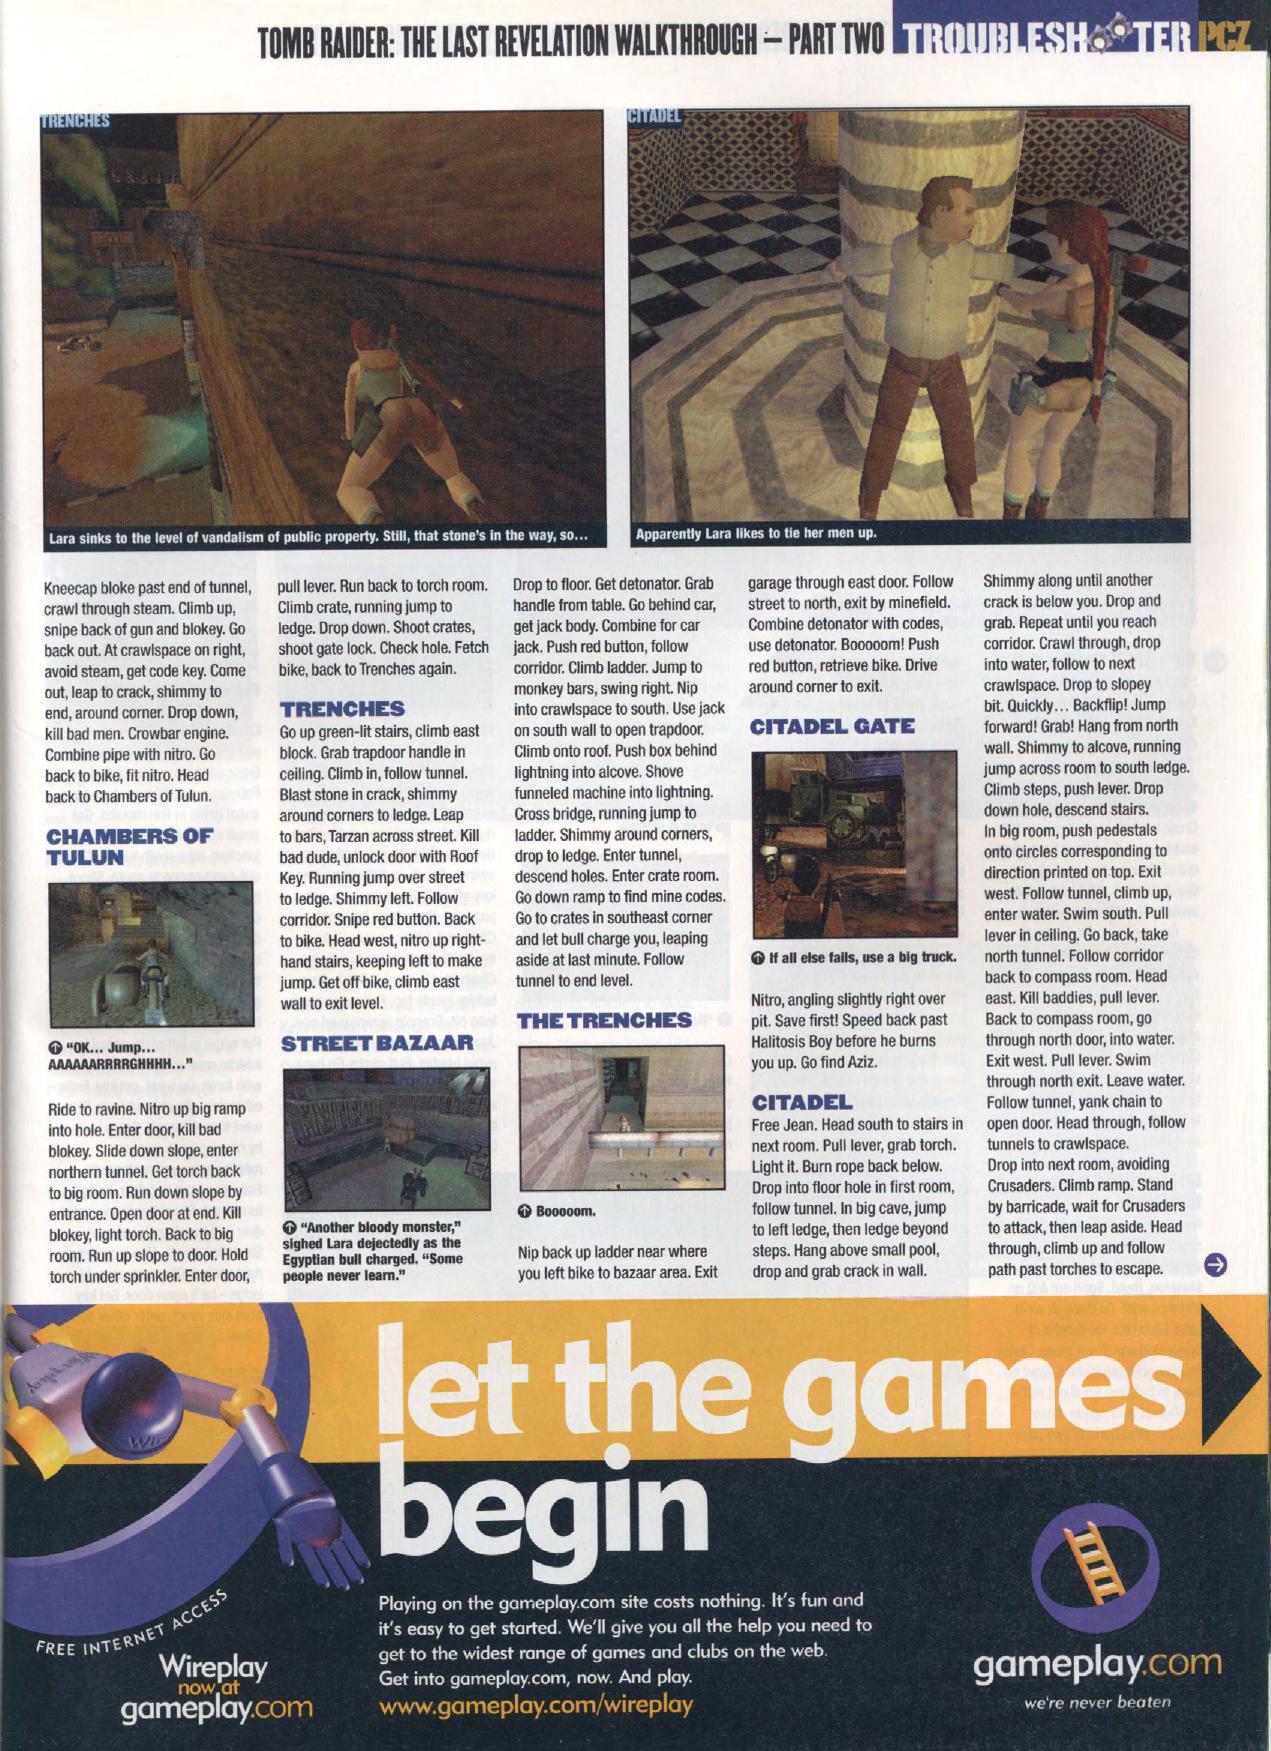 TOMB RAIDER: THE LAST REVELATION WALKTHROUGH – PART TWO
TROUBLESHOOTER PCZ
TRENCHES
Lara sinks to the level of vandalism of public property. Still, that stone's in the way, so...
CITADEL
Apparently Lara likes to tie her men up.
Kneecap bloke past end of tunnel,
crawl through steam. Climb up,
snipe back of gun and blokey. Go
back out. At crawlspace on right,
avoid steam, get code key. Come
out, leap to crack, shimmy to
end, around corner. Drop down,
kill bad men. Crowbar engine.
Combine pipe with nitro. Go
back to bike, fit nitro. Head
back to Chambers of Tulun.
CHAMBERS OF
TULUN
"OK... Jump...
AAAAAARRRRGHHHH..."
Ride to ravine. Nitro up big ramp
into hole. Enter door, kill bad
blokey. Slide down slope, enter
northern tunnel. Get torch back
to big room. Run down slope by
entrance. Open door at end. Kill
blokey, light torch. Back to big
room. Run up slope to door. Hold
torch under sprinkler. Enter door,
pull lever. Run back to torch room.
Climb crate, running jump to
ledge. Drop down. Shoot crates,
shoot gate lock. Check hole. Fetch
bike, back to Trenches again.
TRENCHES
Go up green-lit stairs, climb east
block. Grab trapdoor handle in
ceiling. Climb in, follow tunnel.
Blast stone in crack, shimmy
around corners to ledge. Leap
to bars, Tarzan across street. Kill
bad dude, unlock door with Roof
Key. Running jump over street
to ledge. Shimmy left. Follow
corridor. Snipe red button. Back
to bike. Head west, nitro up right-
hand stairs, keeping left to make
jump. Get off bike, climb east
wall to exit level.
STREET BAZAAR
"Another bloody monster,"
sighed Lara dejectedly as the
Egyptian bull charged. "Some
people never learn."
Drop to floor. Get detonator. Grab
handle from table. Go behind car,
get jack body. Combine for car
jack. Push red button, follow
corridor. Climb ladder. Jump to
monkey bars, swing right. Nip
into crawlspace to south. Use jack
on south wall to open trapdoor.
Climb onto roof. Push box behind
lightning into alcove. Shove
funneled machine into lightning.
Cross bridge, running jump to
ladder. Shimmy around corners,
drop to ledge. Enter tunnel,
descend holes. Enter crate room.
Go down ramp to find mine codes.
Go to crates in southeast corner
and let bull charge you, leaping
aside at last minute. Follow
tunnel to end level.
THE TRENCHES
Booooom.
Nip back up ladder near where
you left bike to bazaar area. Exit
garage through east door. Follow
street to north, exit by minefield.
Combine detonator with codes,
use detonator. Booooom! Push
red button, retrieve bike. Drive
around corner to exit.
CITADEL GATE
If all else fails, use a big truck.
Nitro, angling slightly right over
pit. Save first! Speed back past
Halitosis Boy before he burns
you up. Go find Aziz.
CITADEL
Free Jean. Head south to stairs in
next room. Pull lever, grab torch.
Light it. Burn rope back below.
Drop into floor hole in first room,
follow tunnel. In big cave, jump
to left ledge, then ledge beyond
steps. Hang above small pool,
drop and grab crack in wall.
Shimmy along until another
crack is below you. Drop and
grab. Repeat until you reach
corridor. Crawl through, drop
into water, follow to next
crawlspace. Drop to slopey
bit. Quickly... Backflip! Jump
forward! Grab! Hang from north
wall. Shimmy to alcove, running
jump across room to south ledge.
Climb steps, push lever. Drop
down hole, descend stairs.
In big room, push pedestals
onto circles corresponding to
direction printed on top. Exit
west. Follow tunnel, climb up,
enter water. Swim south. Pull
lever in ceiling. Go back, take
north tunnel. Follow corridor
back to compass room. Head
east. Kill baddies, pull lever.
Back to compass room, go
through north door, into water.
Exit west. Pull lever. Swim
through north exit. Leave water.
Follow tunnel, yank chain to
open door. Head through, follow
tunnels to crawlspace.
Drop into next room, avoiding
Crusaders. Climb ramp. Stand
by barricade, wait for Crusaders
to attack, then leap aside. Head
through, climb up and follow
path past torches to escape.
let the games
begin
Playing on the gameplay.com site costs nothing. It's fun and
it's easy to get started. We'll give you all the help you need to
get to the widest range of games and clubs on the web.
Get into gameplay.com, now. And play.
www.gameplay.com/wireplay
FREE INTERNET ACCESS
Wireplay
now at
gameplay.com
gameplay.com
we're never beaten